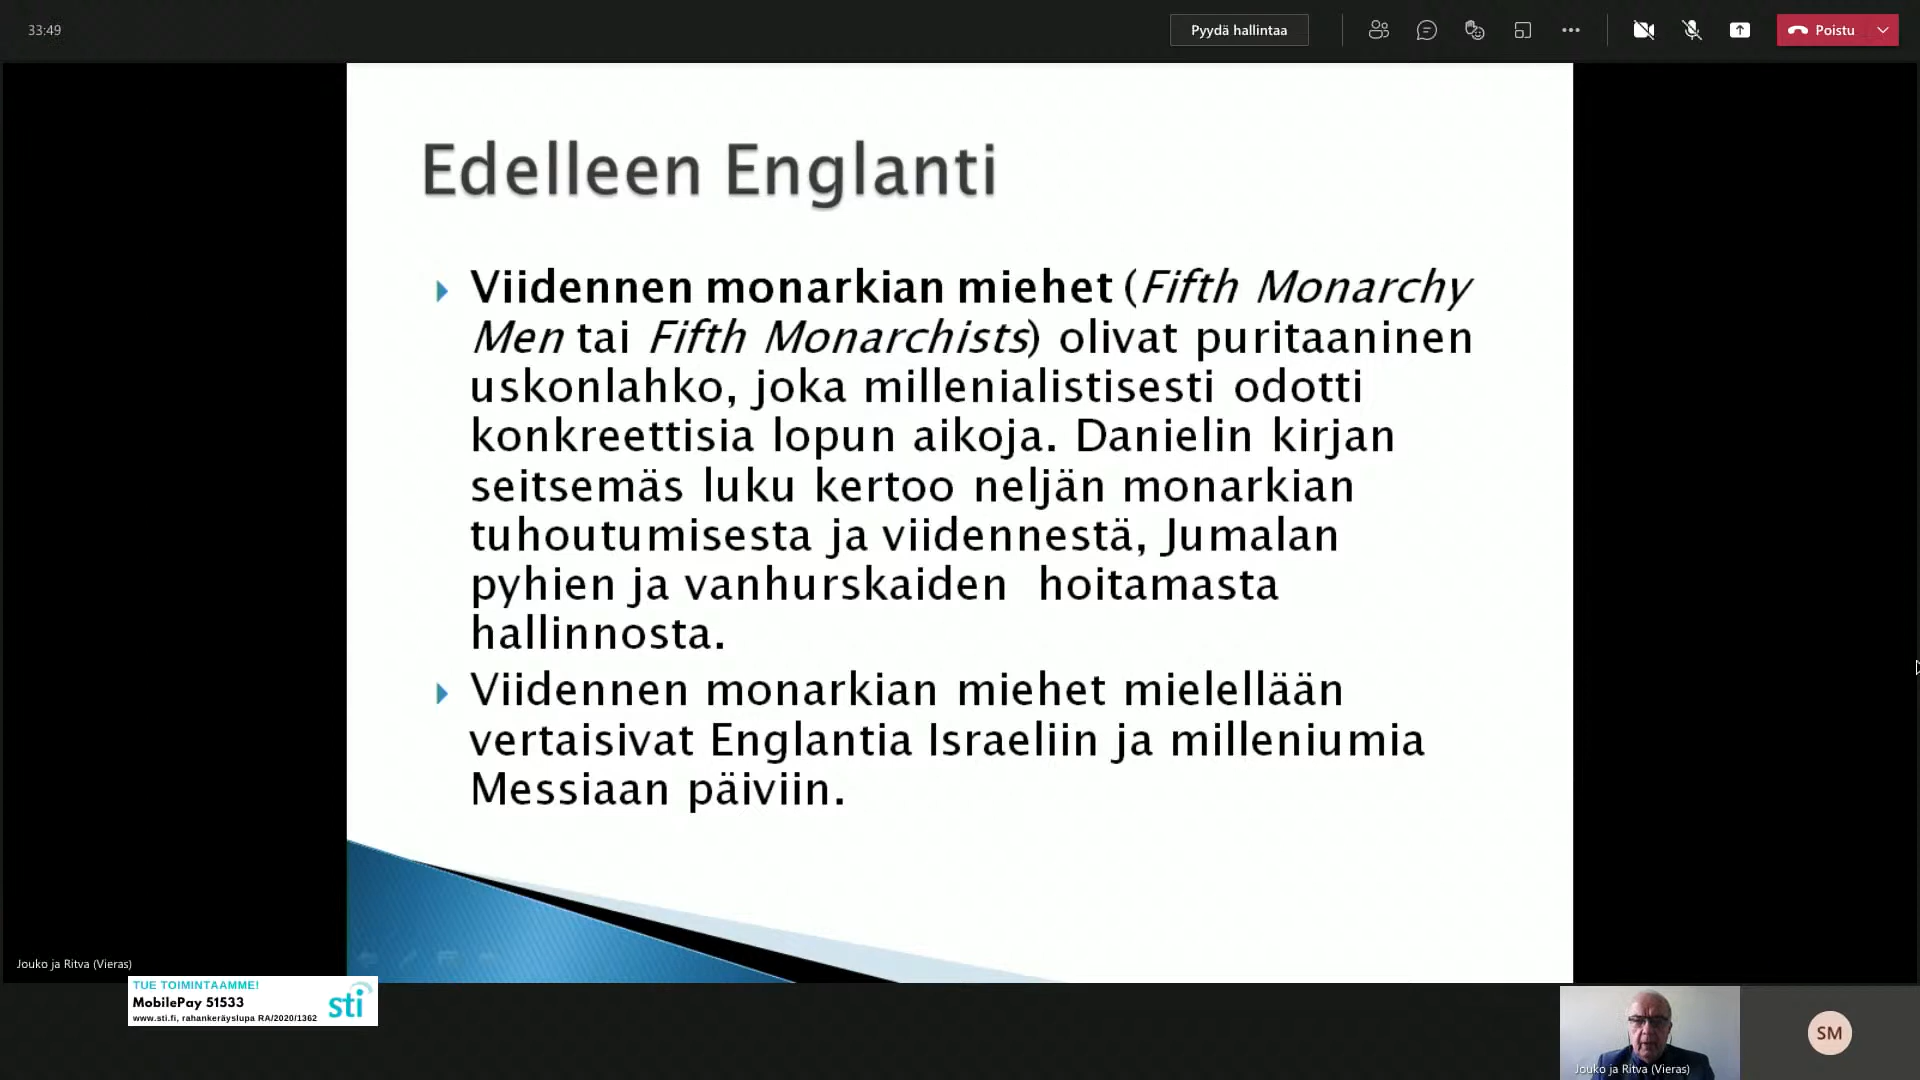 33:49
Pyydä hallintaa
Poistu
Edelleen Englanti
Viidennen monarkian miehet (Fifth Monarchy
Men tai Fifth Monarchists) olivat puritaaninen
uskonlahko, joka millenialistisesti odotti
konkreettisia lopun aikoja. Danielin kirjan
seitsemäs luku kertoo neljän monarkian
tuhoutumisesta ja viidennestä, Jumalan
pyhien ja vanhurskaiden hoitamasta
hallinnosta.
Viidennen monarkian miehet mielellään
vertaisivat Englantia Israeliin ja milleniumia
Messiaan päiviin.
Jouko ja Ritva (Vieras)
TUE TOIMINTAAMME!
MobilePay 51533
www.sti.fi, rahankeräyslupa RA/2020/1362
sti
Jouko ja Ritva (Vieras)
SM